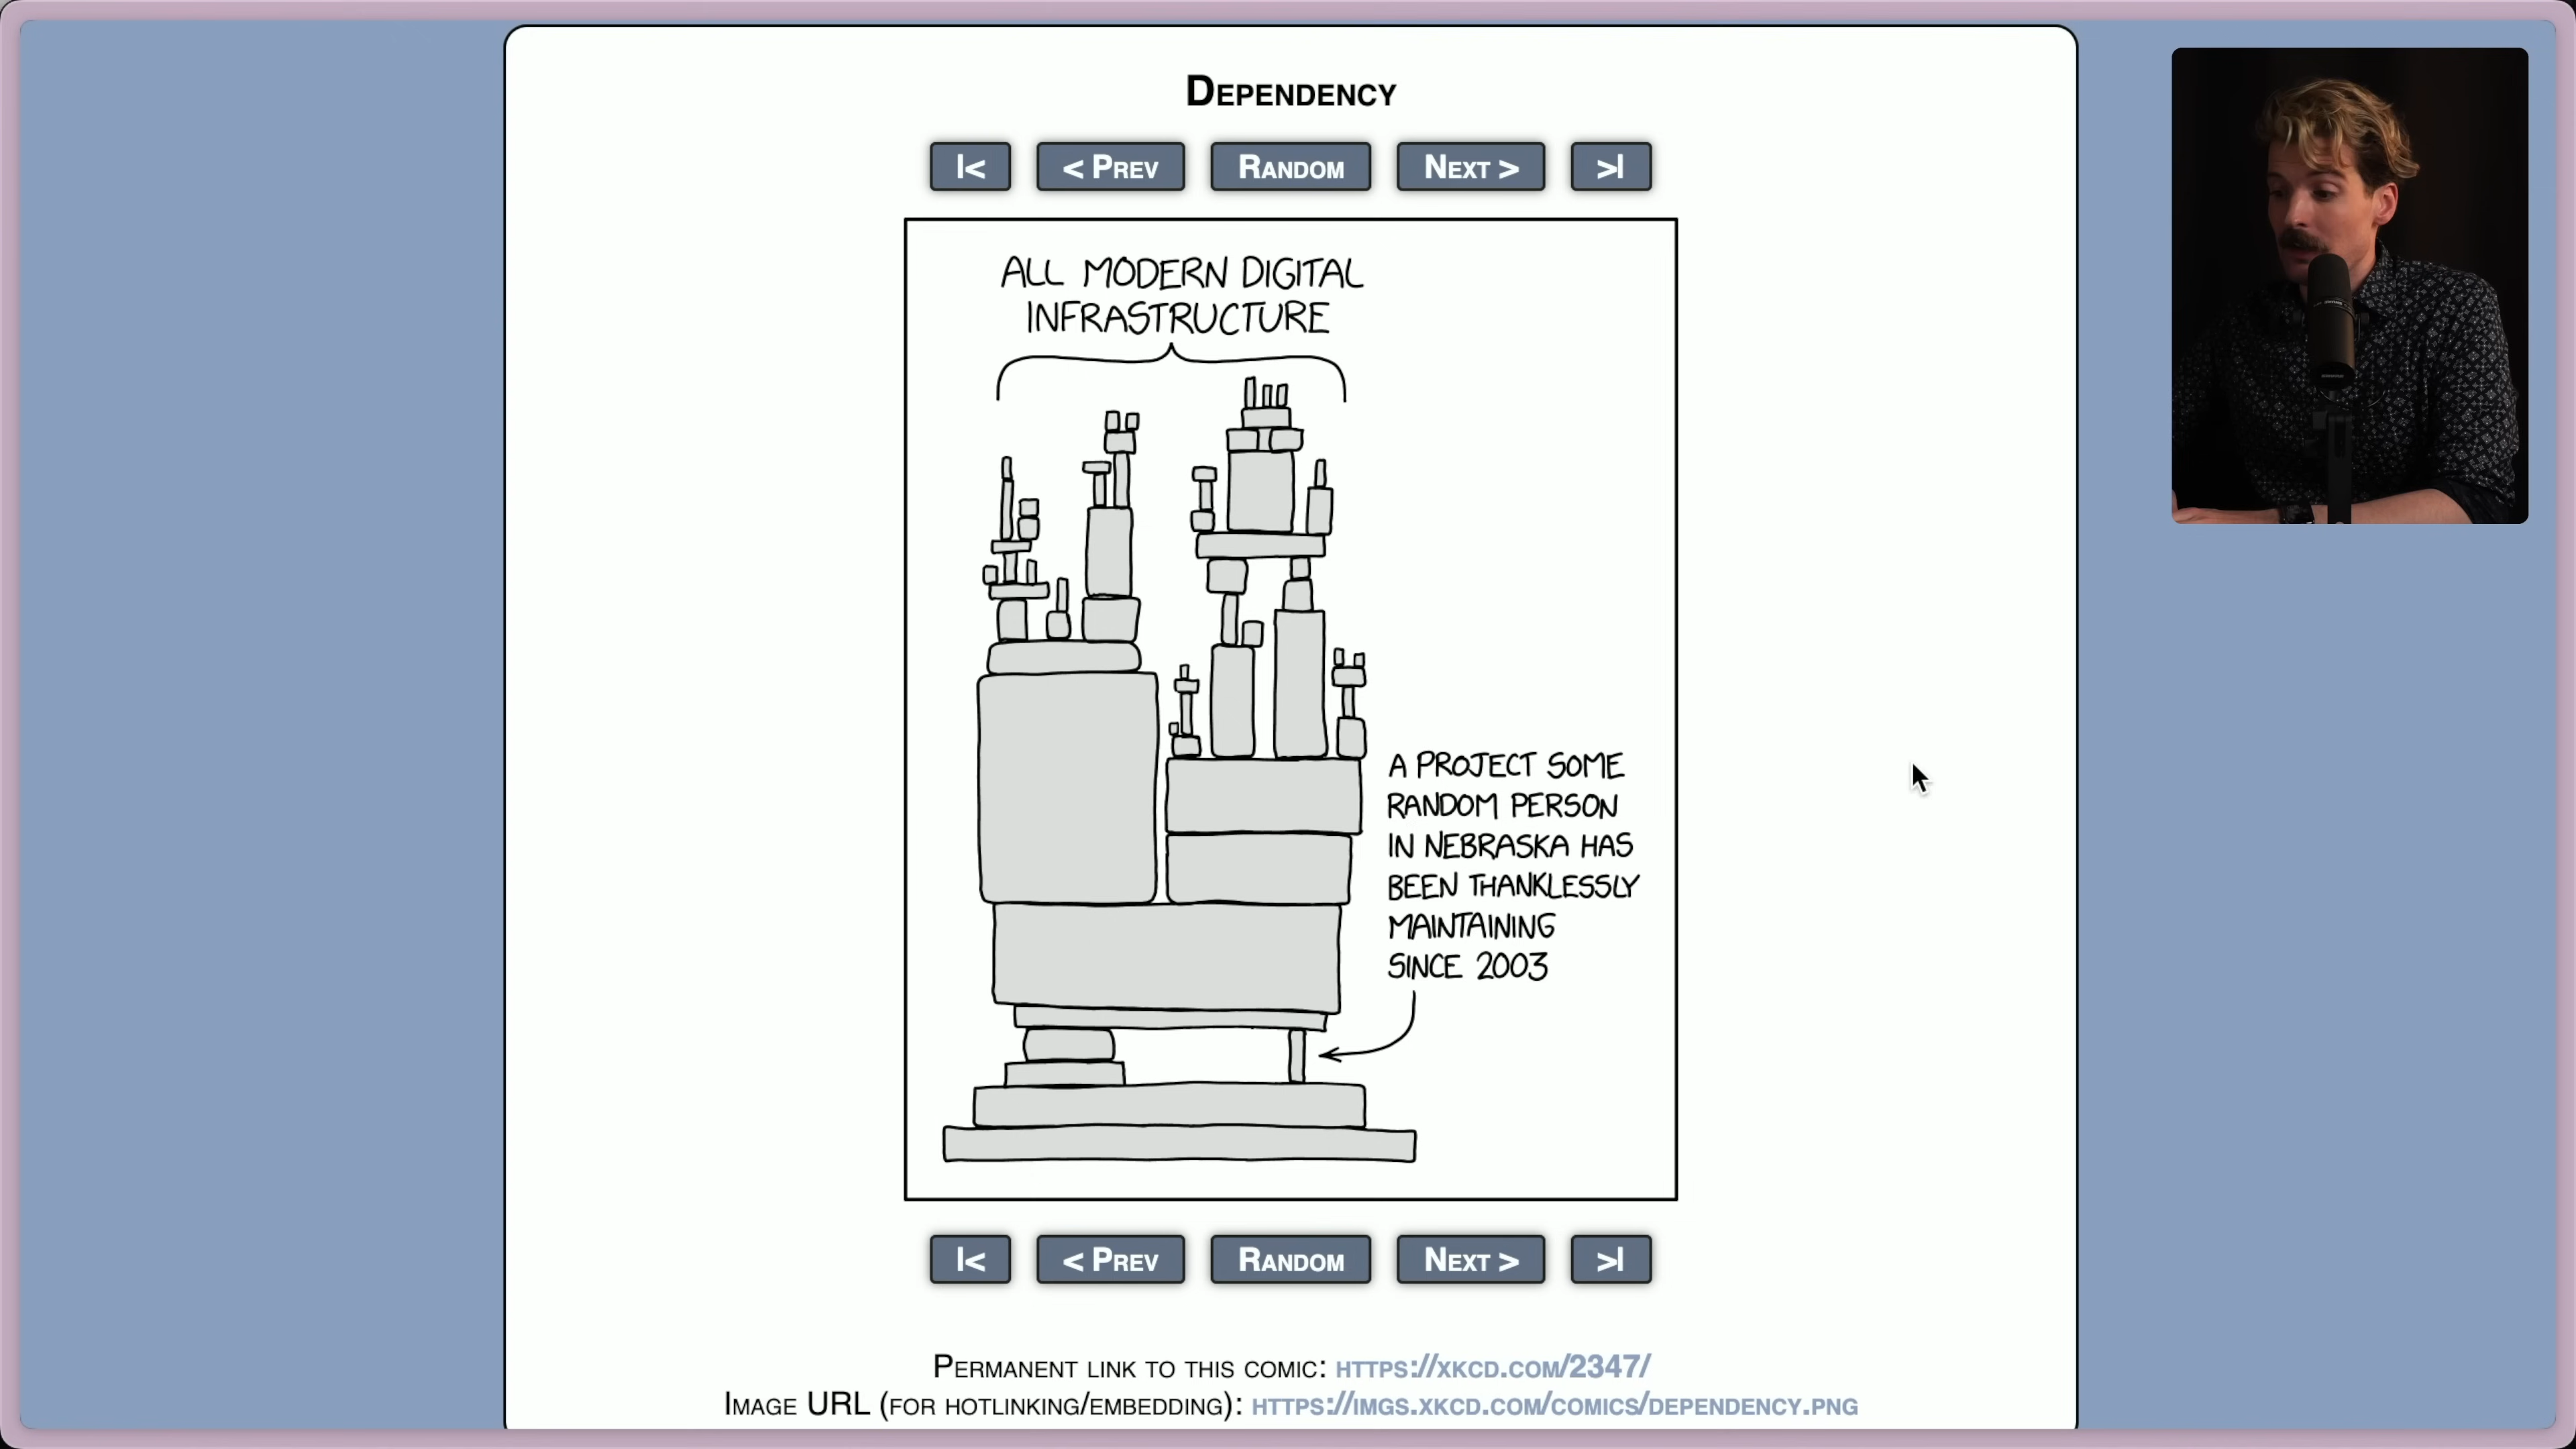 Dependency
|<
< Prev
Random
Next >
>|
ALL MODERN DIGITAL
INFRASTRUCTURE
A PROJECT SOME
RANDOM PERSON
IN NEBRASKA HAS
BEEN THANKLESSLY
MAINTAINING
SINCE 2003
|<
< Prev
Random
Next >
>|
Permanent link to this comic: https://xkcd.com/2347/
Image URL (for hotlinking/embedding): https://imgs.xkcd.com/comics/dependency.png